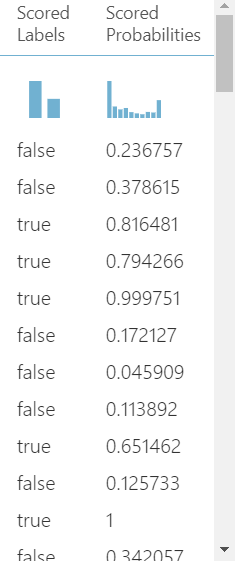 Scored Scored
Labels Probabilities
false 0.236757
false 0.378615
true 0.816481
true 0.794266
true 0.999751
false 0.172127
false 0.045909
false 0.113892
true 0.651462
false 0.125733
true 1
false 0.342057